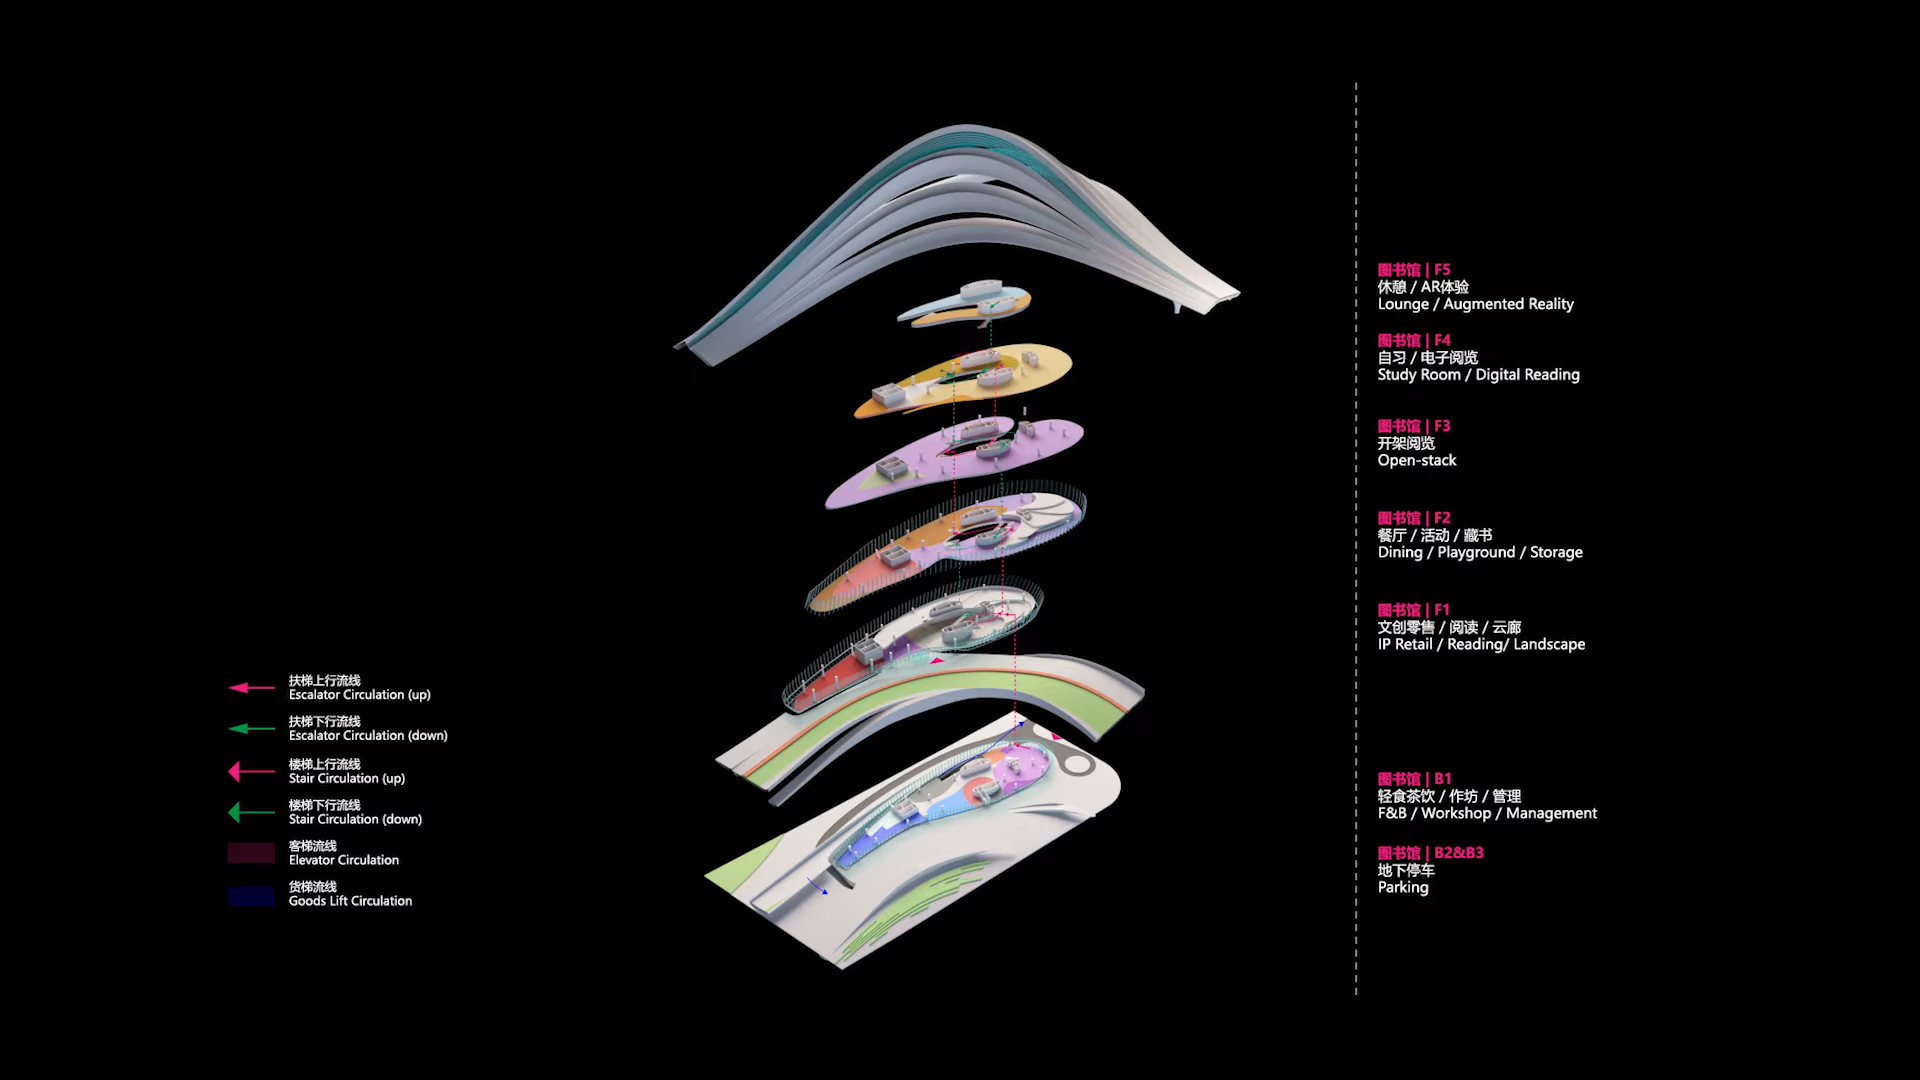 图书馆 | F5
休憩 / AR体验
Lounge / Augmented Reality
图书馆 | F4
自习 / 电子阅览
Study Room / Digital Reading
图书馆 | F3
开架阅览
Open-stack
图书馆 | F2
餐厅 / 活动 / 藏书
Dining / Playground / Storage
图书馆 | F1
文创零售 / 阅读 / 云廊
IP Retail / Reading/ Landscape
图书馆 | B1
轻食茶饮 / 作坊 / 管理
F&B / Workshop / Management
图书馆 | B2&B3
地下停车
Parking
扶梯上行流线
Escalator Circulation (up)
扶梯下行流线
Escalator Circulation (down)
楼梯上行流线
Stair Circulation (up)
楼梯下行流线
Stair Circulation (down)
客梯流线
Elevator Circulation
货梯流线
Goods Lift Circulation